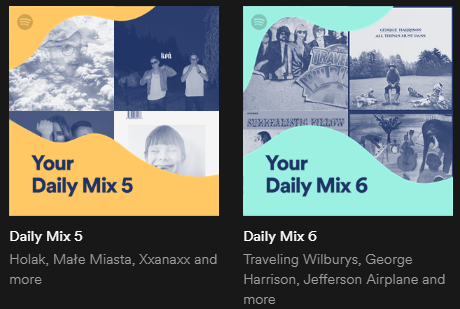 Your
Daily Mix 5
Daily Mix 5
Holak, Małe Miasta, Xxanaxx and
more
TRAVEL
GEORGE HARRISON
ALL THINGS MUST PASS
SURREALISTIC PILLOW
Your
Daily Mix 6
Daily Mix 6
Traveling Wilburys, George
Harrison, Jefferson Airplane and
more